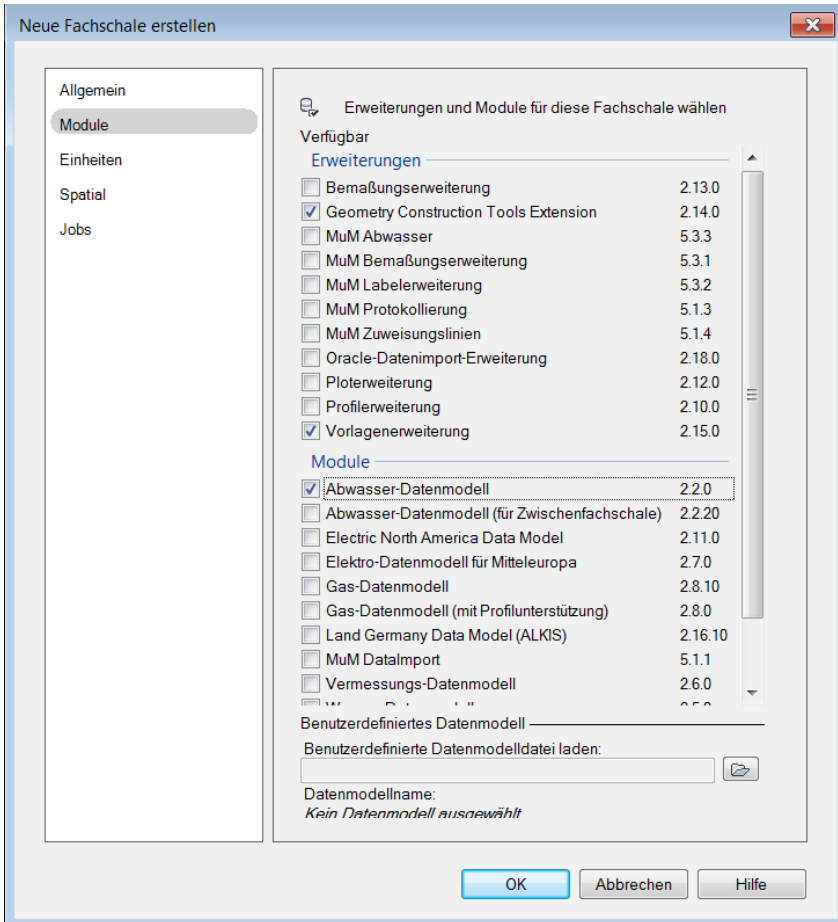 Neue Fachschale erstellen
Allgemein
Module
Einheiten
Spatial
Jobs
Erweiterungen und Module für diese Fachschale wählen
Verfügbar
Erweiterungen
Bemaßungserweiterung 2.13.0
Geometry Construction Tools Extension 2.14.0
MuM Abwasser 5.3.3
MuM Bemaßungserweiterung 5.3.1
MuM Labelerweiterung 5.3.2
MuM Protokollierung 5.1.3
MuM Zuweisungslinien 5.1.4
Oracle-Datenimport-Erweiterung 2.18.0
Ploterweiterung 2.12.0
Profilerweiterung 2.10.0
Vorlagenerweiterung 2.15.0
Module
Abwasser-Datenmodell 2.2.0
Abwasser-Datenmodell (für Zwischenfachschale) 2.2.20
Electric North America Data Model 2.11.0
Elektro-Datenmodell für Mitteleuropa 2.7.0
Gas-Datenmodell 2.8.10
Gas-Datenmodell (mit Profilunterstützung) 2.8.0
Land Germany Data Model (ALKIS) 2.16.10
MuM DataImport 5.1.1
Vermessungs-Datenmodell 2.6.0
Benutzerdefiniertes Datenmodell
Benutzerdefinierte Datenmodelldatei laden:
Datenmodellname:
Kein Datenmodell ausgewählt
OK Abbrechen Hilfe